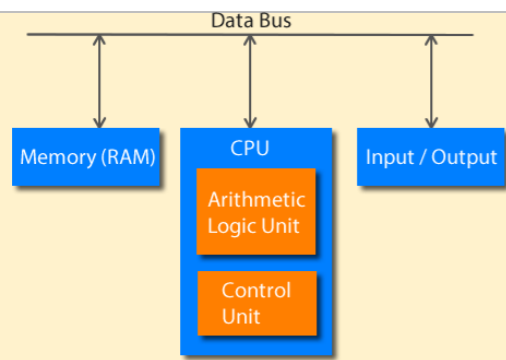 Data Bus
Memory (RAM)
CPU
Input / Output
Arithmetic
Logic Unit
Control
Unit